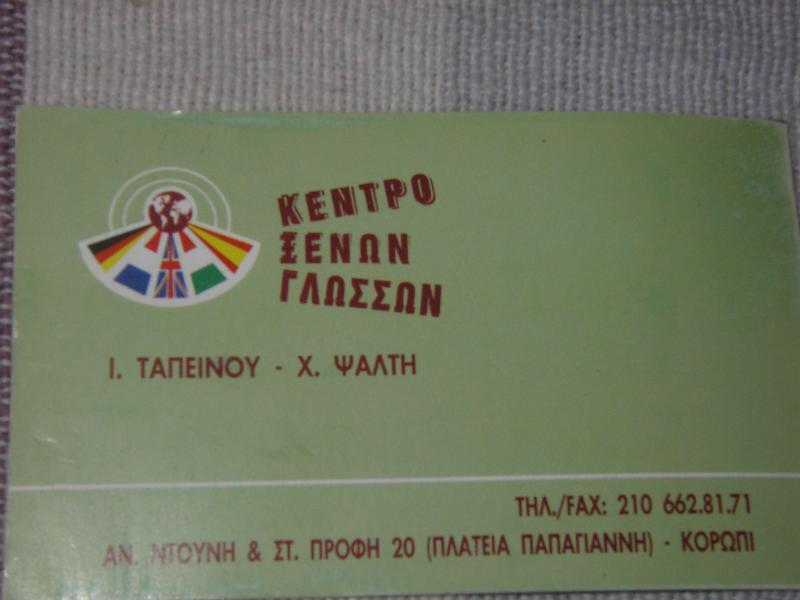 ΚΕΝΤΡΟ
ΞΕΝΩΝ
ΓΛΩΣΣΩΝ
Ι. ΤΑΠΕΙΝΟΥ - Χ. ΨΑΛΤΗ
ΤΗΛ./FAX: 210 662.81.71
ΑΝ. ΝΤΟΥΝΗ & ΣΤ. ΠΡΟΦΗ 20 (ΠΛΑΤΕΙΑ ΠΑΠΑΓΙΑΝΝΗ) - ΚΟΡΩΠΙ